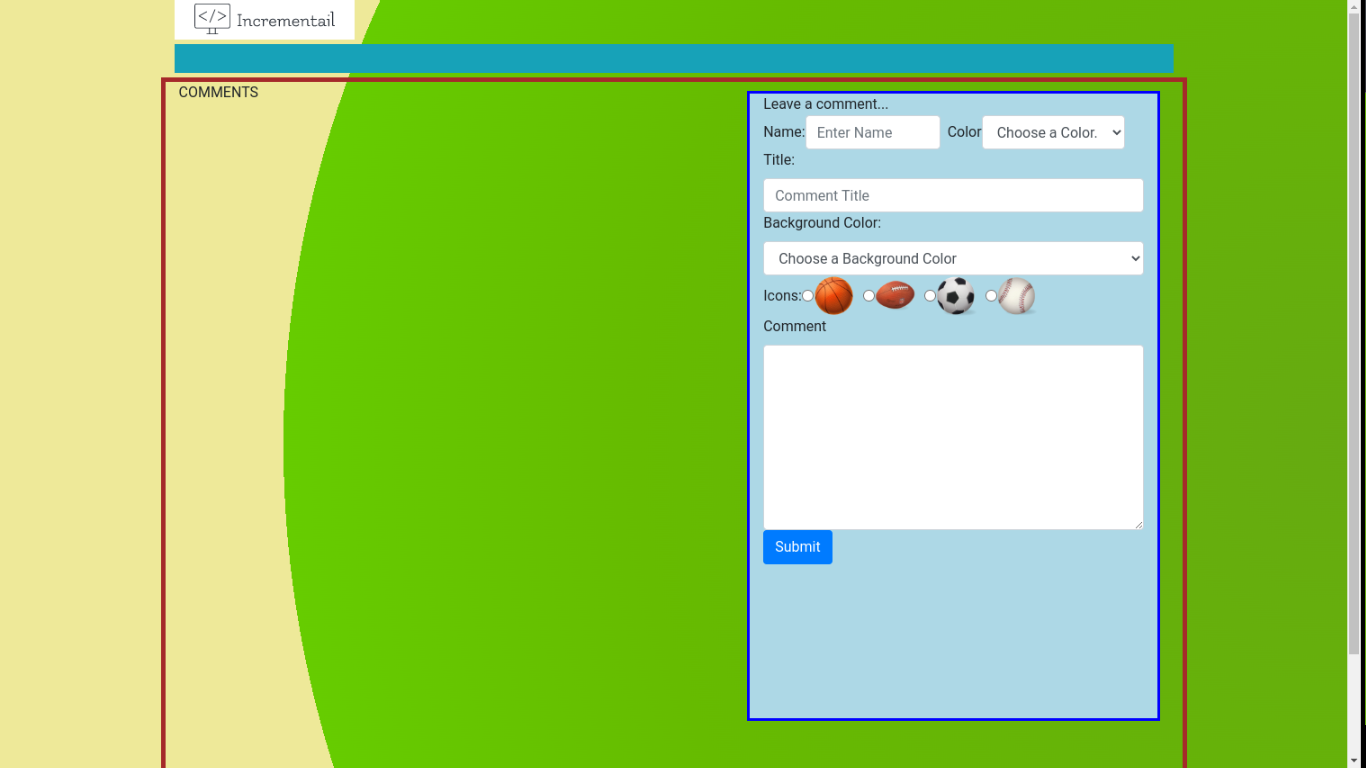 </> Incrementail
COMMENTS
Leave a comment...
Name: Enter Name Color Choose a Color.
Title:
Comment Title
Background Color:
Choose a Background Color
Icons:
Comment
Submit